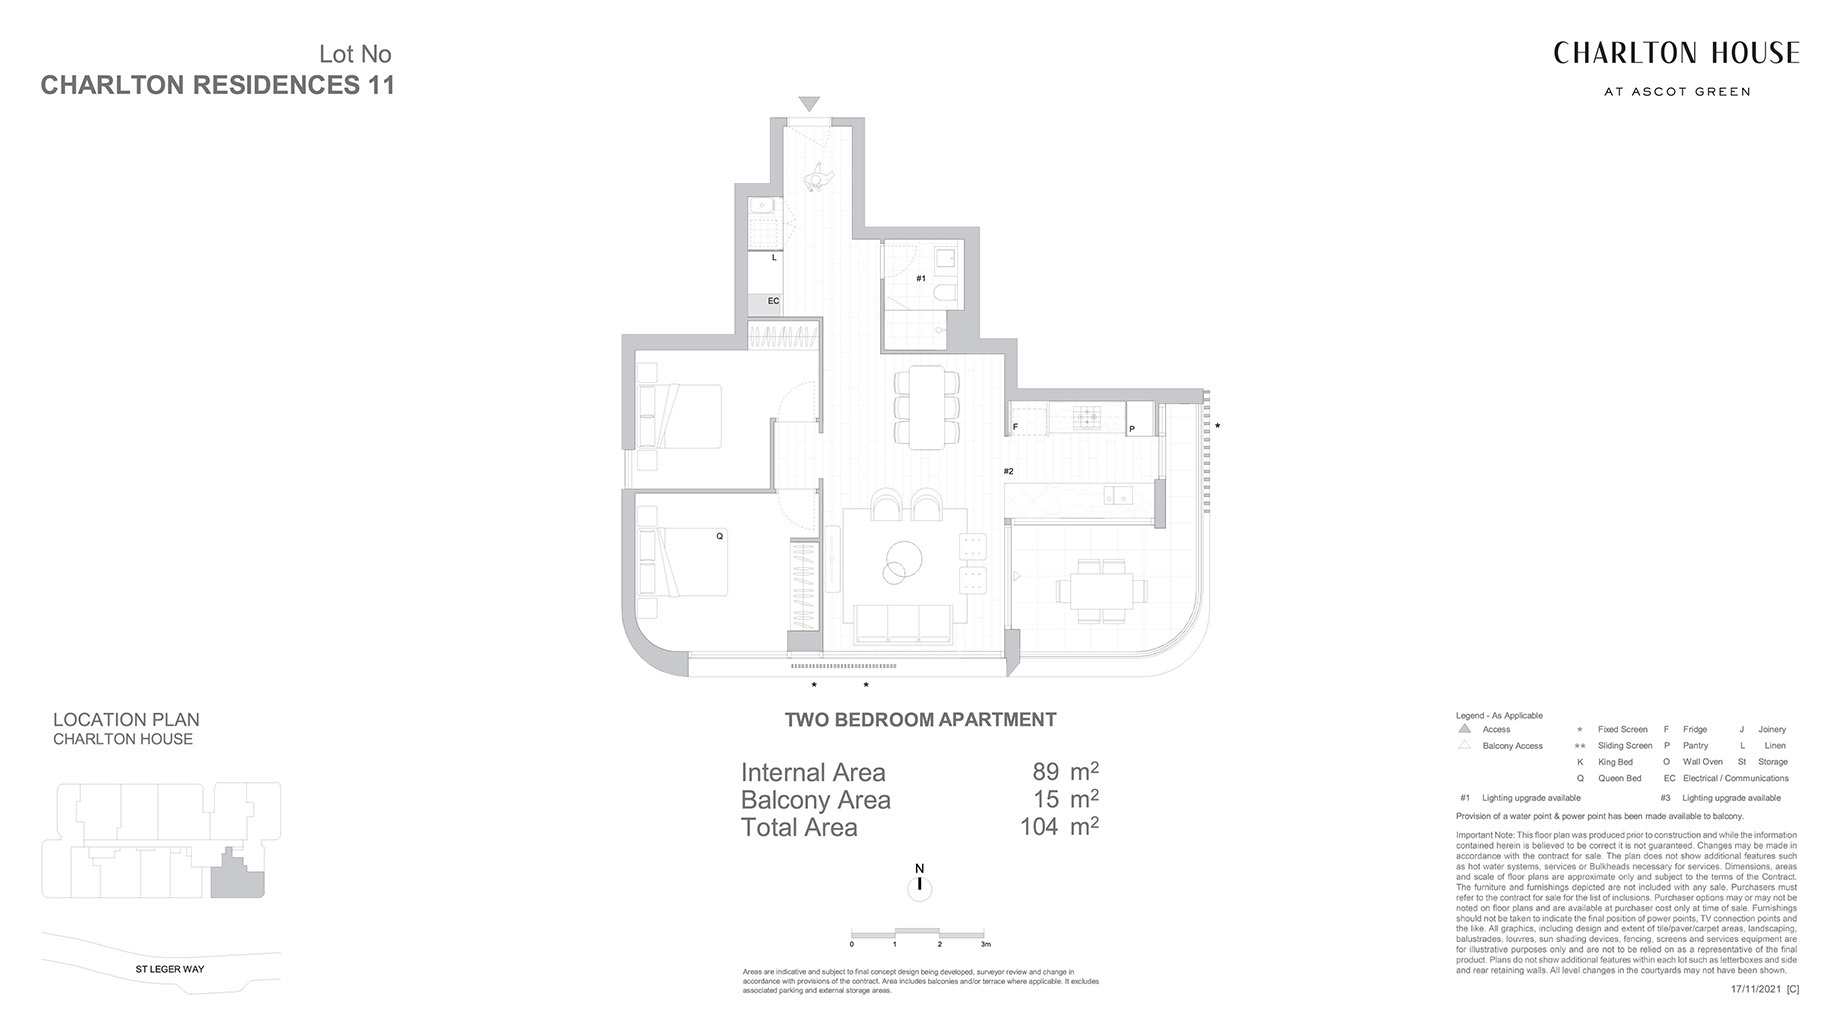 Lot No
CHARLTON RESIDENCES 11
CHARLTON HOUSE
AT ASCOT GREEN
L
EC
#1
F
P
*
#2
Q
* *
LOCATION PLAN
CHARLTON HOUSE
ST LEGER WAY
TWO BEDROOM APARTMENT
Internal Area 89 m²
Balcony Area 15 m²
Total Area 104 m²
N
0 1 2 3m
Areas are indicative and subject to final concept design being developed, surveyor review and change in
accordance with provisions of the contract. Area includes balconies and/or terrace where applicable. It excludes
associated parking and external storage areas.
Legend - As Applicable
Access * Fixed Screen F Fridge J Joinery
Balcony Access ** Sliding Screen P Pantry L Linen
K King Bed O Wall Oven St Storage
Q Queen Bed EC Electrical / Communications
#1 Lighting upgrade available #3 Lighting upgrade available
Provision of a water point & power point has been made available to balcony.
Important Note: This floor plan was produced prior to construction and while the information
contained herein is believed to be correct it is not guaranteed. Changes may be made in
accordance with the contract for sale. The plan does not show additional features such
as hot water systems, services or Bulkheads necessary for services. Dimensions, areas
and scale of floor plans are approximate only and subject to the terms of the Contract.
The furniture and furnishings depicted are not included with any sale. Purchasers must
refer to the contract for sale for the list of inclusions. Purchaser options may or may not be
noted on floor plans and are available at purchaser cost only at time of sale. Furnishings
should not be taken to indicate the final position of power points, TV connection points and
the like. All graphics, including design and extent of tile/paver/carpet areas, landscaping,
balustrades, louvres, sun shading devices, fencing, screens and services equipment are
for illustrative purposes only and are not to be relied on as a representative of the final
product. Plans do not show additional features within each lot such as letterboxes and side
and rear retaining walls. All level changes in the courtyards may not have been shown.
17/11/2021 [C]